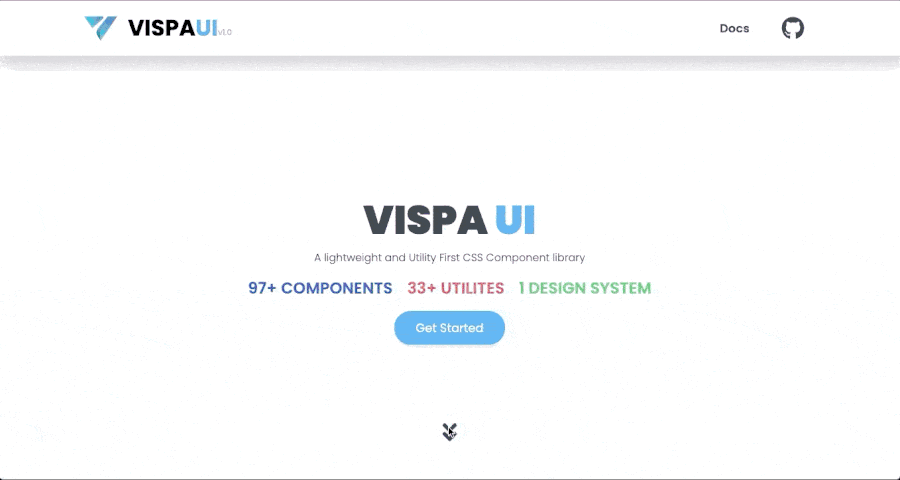 VISPAUI v1.0
Docs
VISPA UI
A lightweight and Utility First CSS Component library
97+ COMPONENTS 33+ UTILITES 1 DESIGN SYSTEM
Get Started